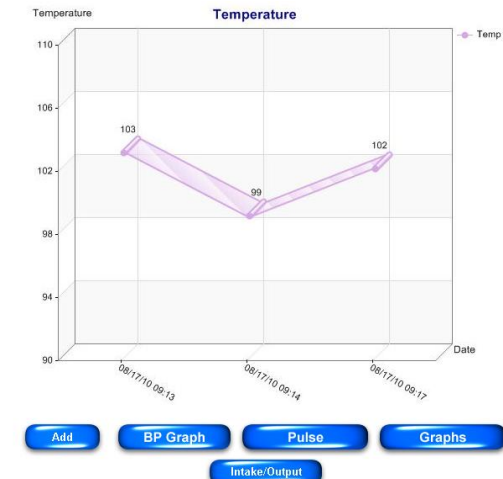 Temperature
Temperature
Temp
110
106
102
98
94
90
103
99
102
Date
08/17/10 09:13
08/17/10 09:14
08/17/10 09:17
Add
BP Graph
Pulse
Graphs
Intake/Output